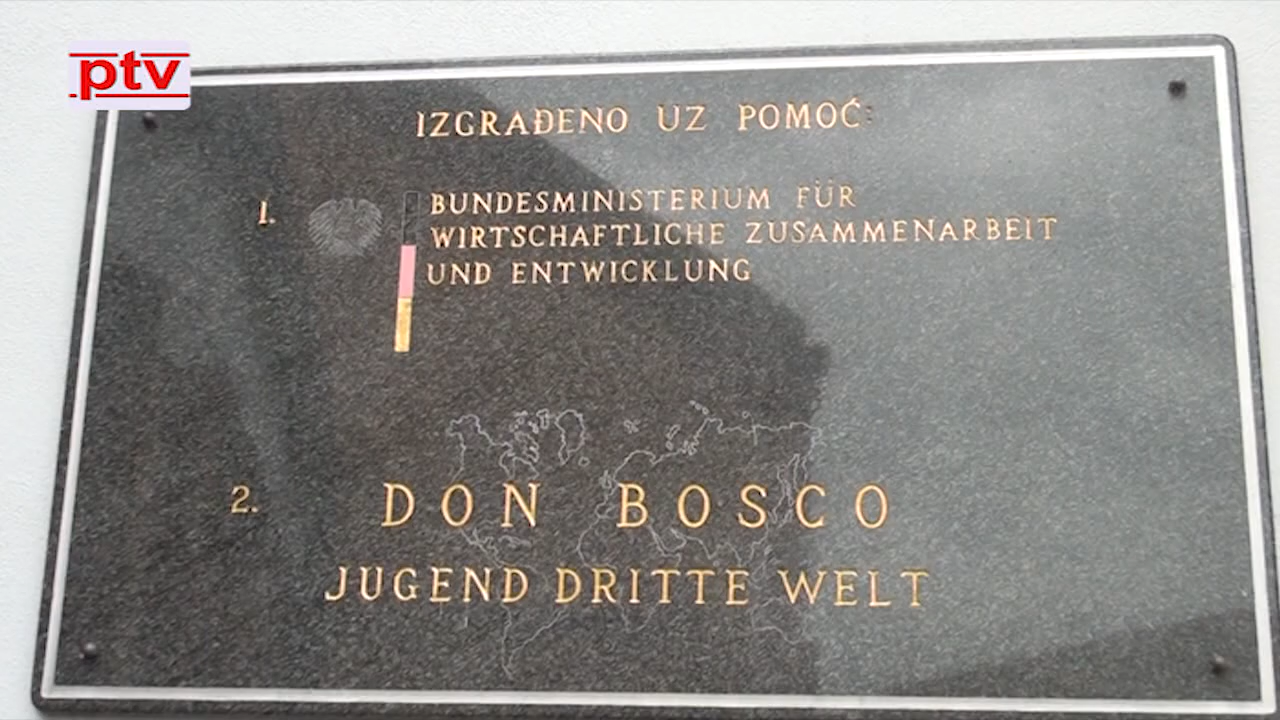 ptv
IZGRAĐENO UZ POMOĆ:
1.
BUNDESMINISTERIUM FÜR
WIRTSCHAFTLICHE ZUSAMMENARBEIT
UND ENTWICKLUNG
2.
DON BOSCO
JUGEND DRITTE WELT